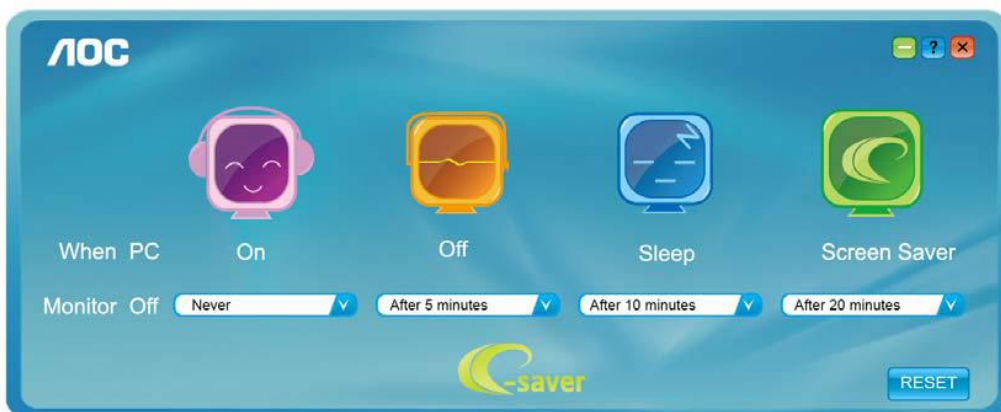 AOC
?
When PC On Off Sleep Screen Saver
Monitor Off Never After 5 minutes After 10 minutes After 20 minutes
e-saver
RESET